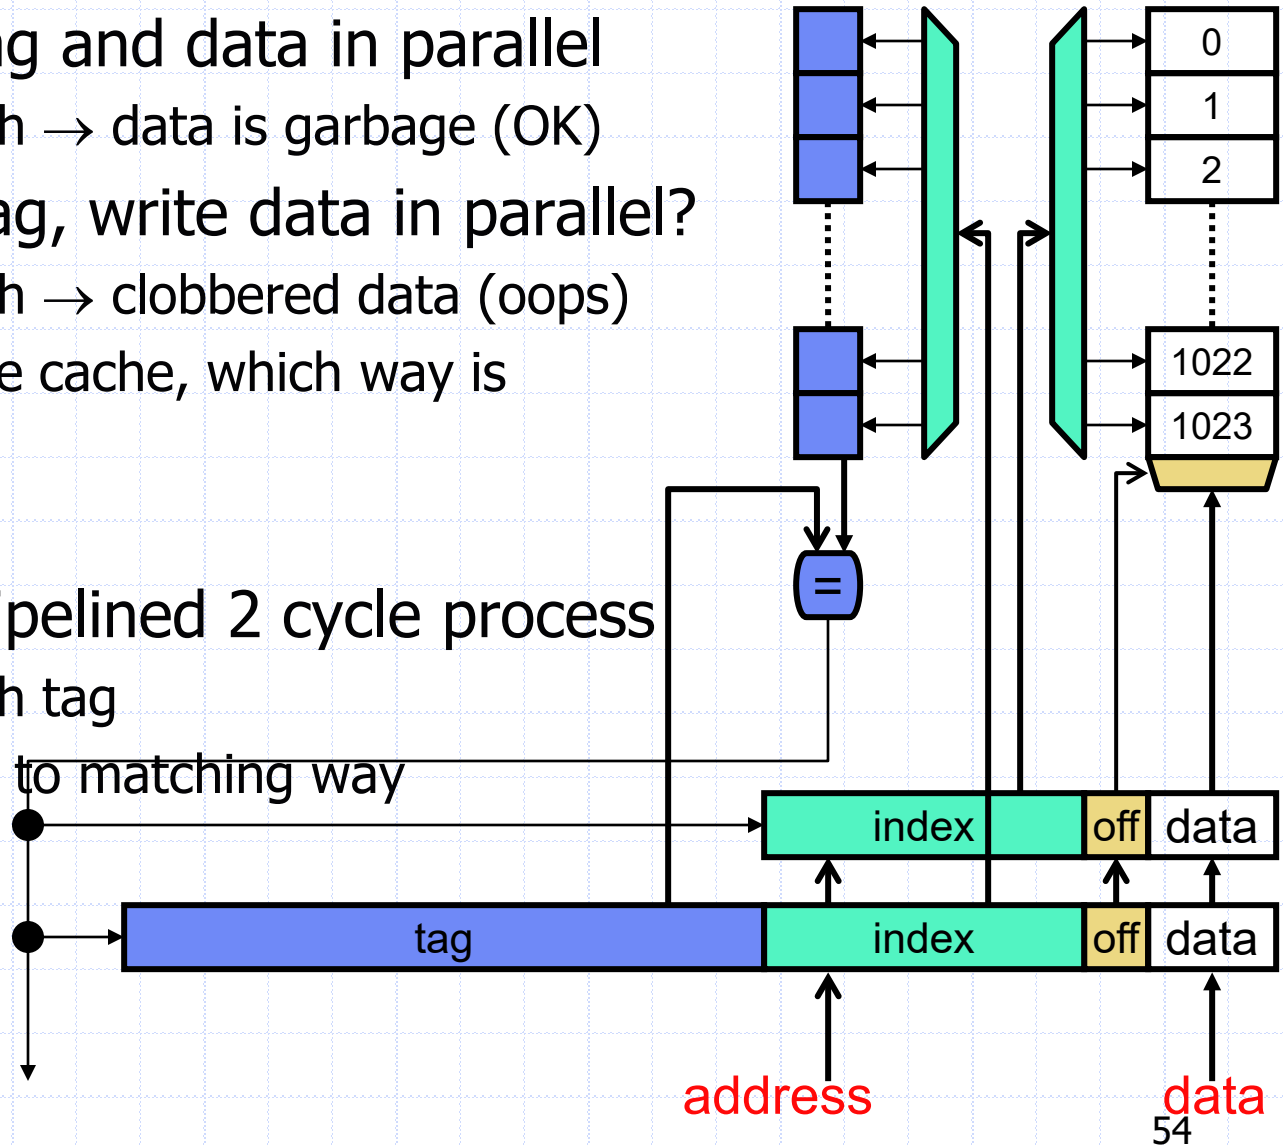 ng and data in parallel
h → data is garbage (OK)
ag, write data in parallel?
h → clobbered data (oops)
e cache, which way is
ipelined 2 cycle process
h tag
to matching way
0
1
2
1022
1023
=
index off data
tag index off data
address data
54